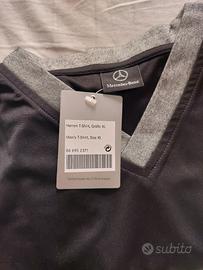 Mercedes-Benz
Herren T-Shirt, Größe XL
Men's T-Shirt, Size XL
subito